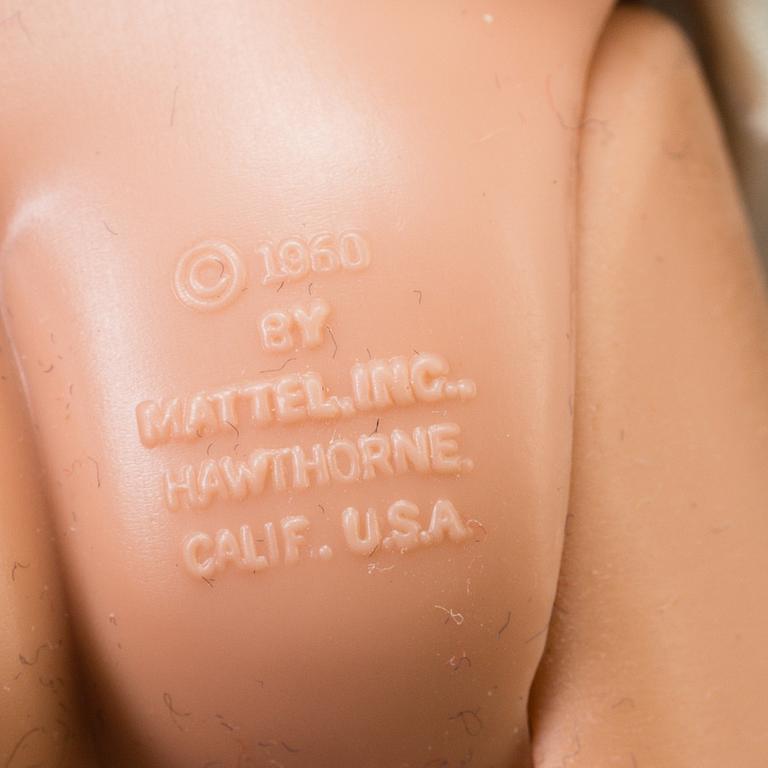 © 1960
BY
MATTEL, INC.,
HAWTHORNE.
CALIF. U.S.A.